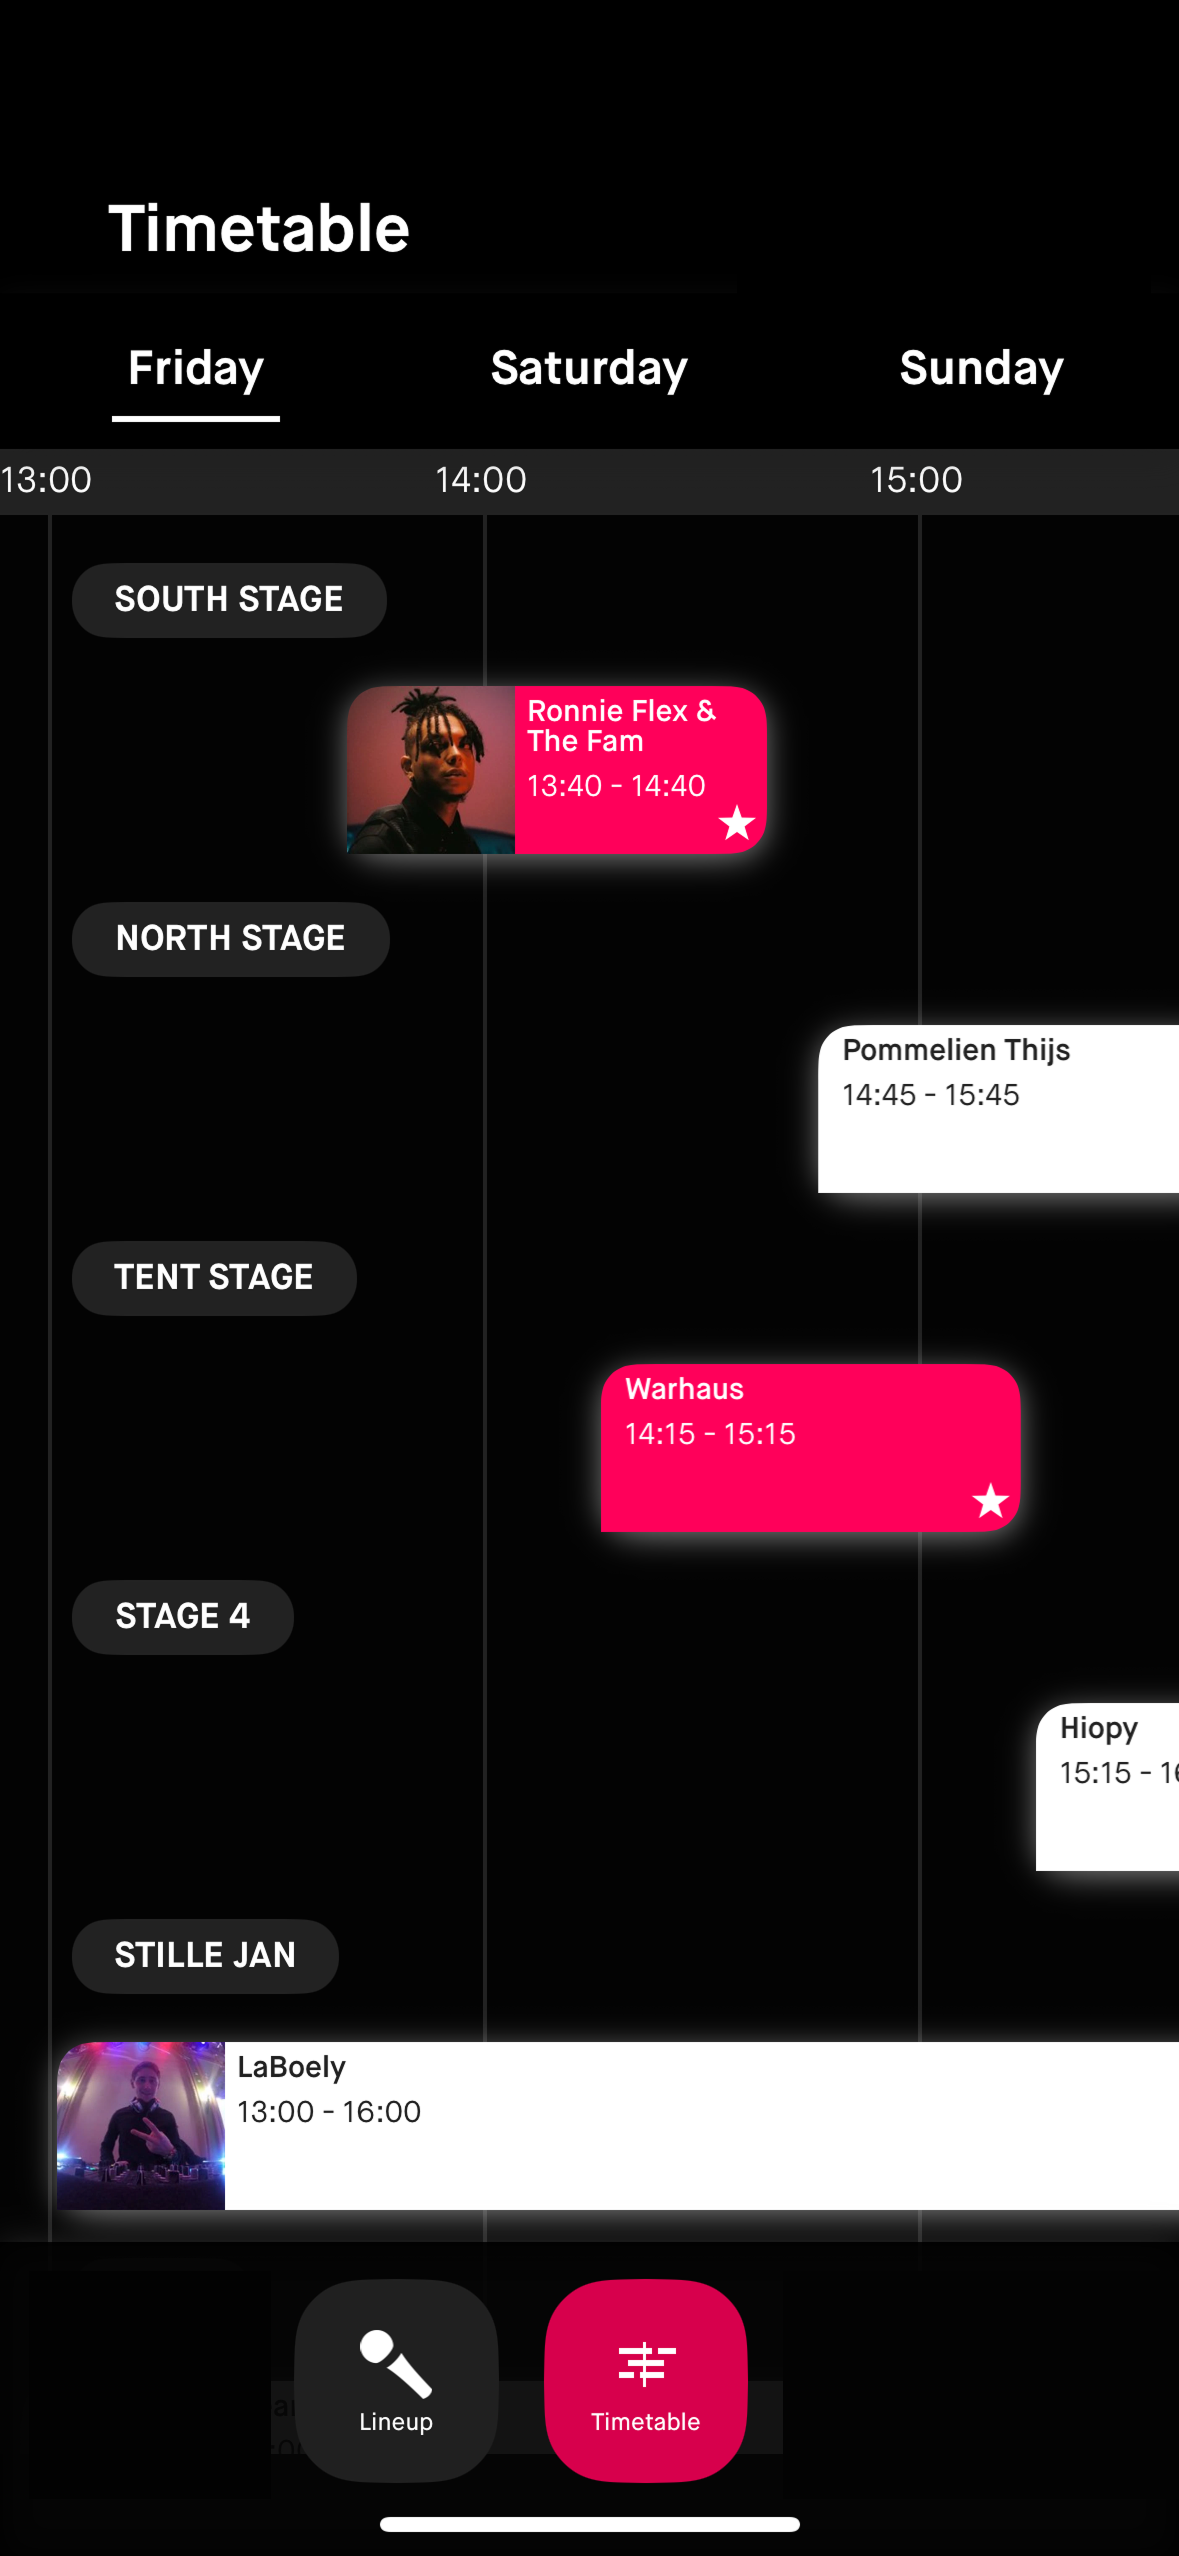 Timetable
Friday Saturday Sunday
13:00 14:00 15:00
SOUTH STAGE
Ronnie Flex &
The Fam
13:40 - 14:40
NORTH STAGE
Pommelien Thijs
14:45 - 15:45
TENT STAGE
Warhaus
14:15 - 15:15
STAGE 4
Hiopy
15:15 -
STILLE JAN
LaBoely
13:00 - 16:00
Lineup Timetable